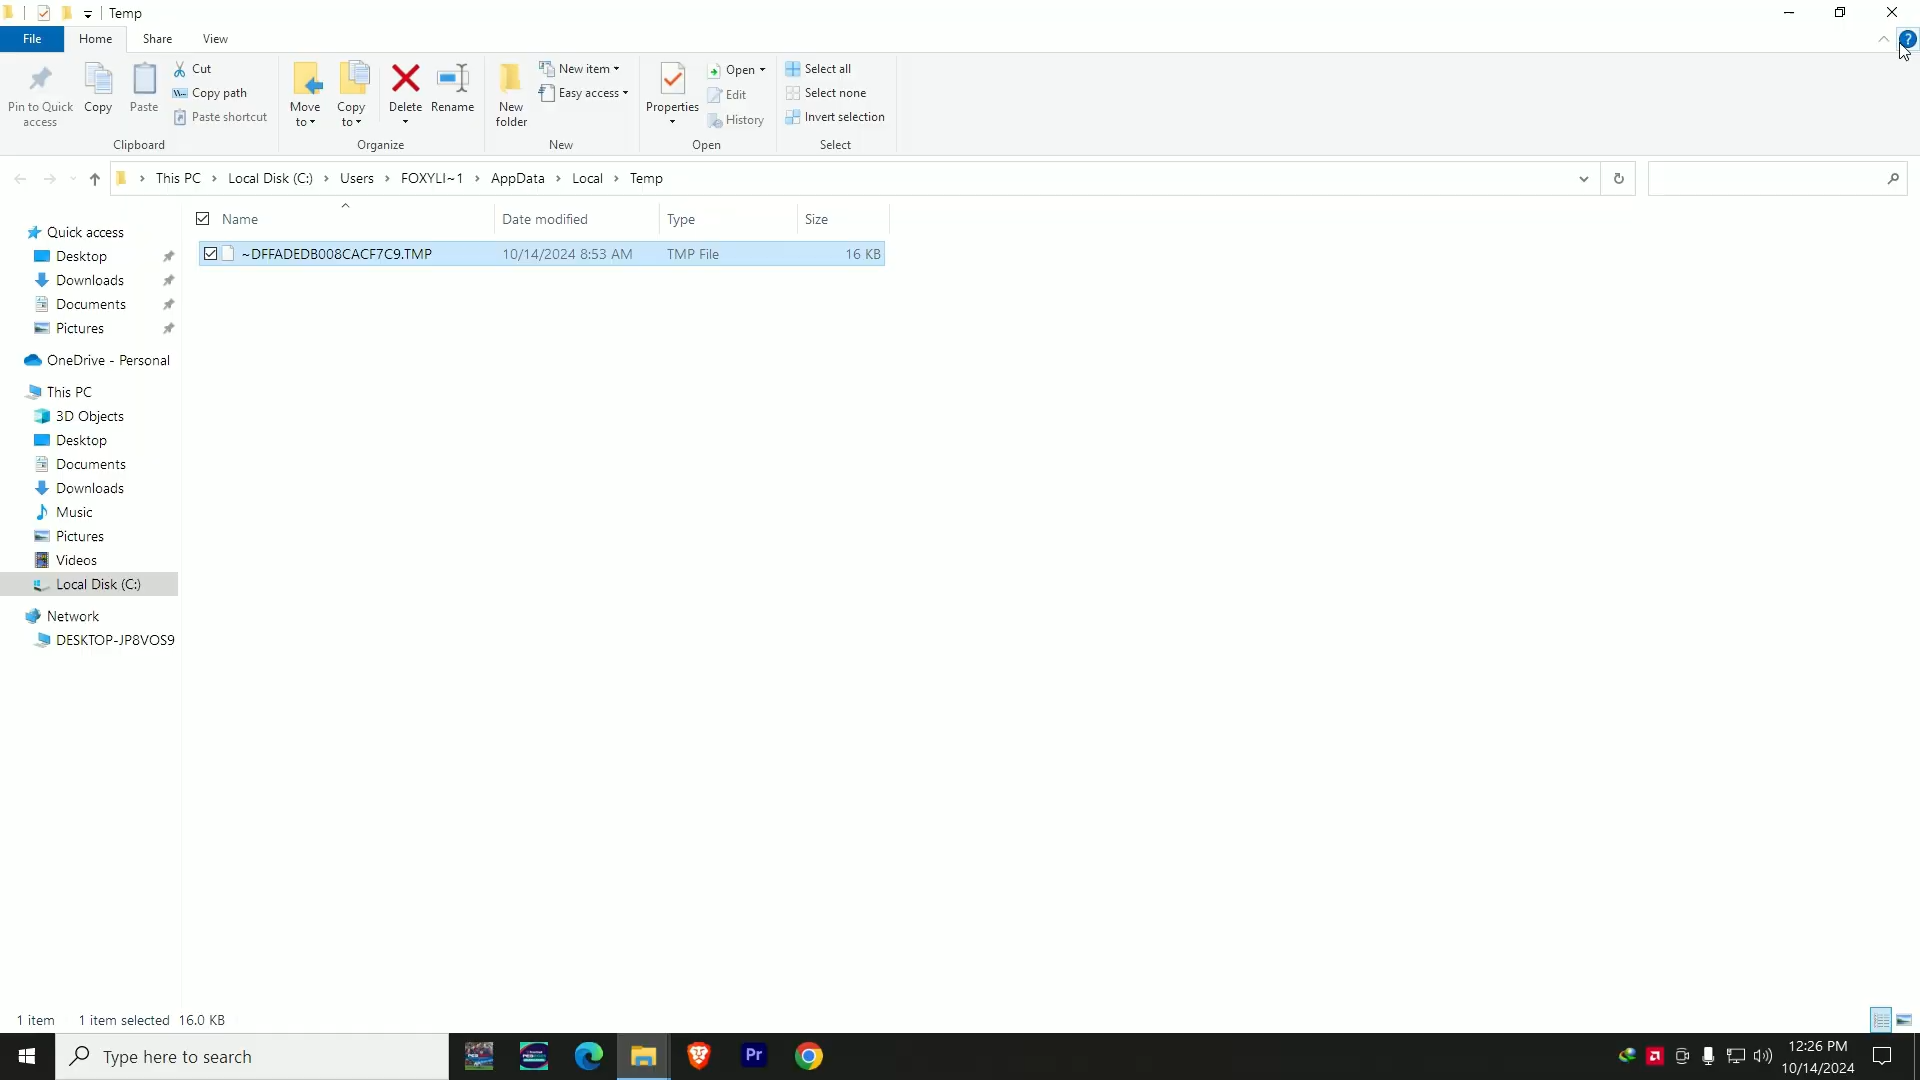 Temp
File Home Share View
Pin to Quick access
Copy
Paste
Cut
Copy path
Paste shortcut
Clipboard
Move to
Copy to
Delete
Rename
Organize
New folder
New item
Easy access
New
Properties
Open
Edit
History
Open
Select all
Select none
Invert selection
Select
This PC › Local Disk (C:) › Users › FOXYLI~1 › AppData › Local › Temp
Name Date modified Type Size
~DFFADEDB008CACF7C9.TMP 10/14/2024 8:53 AM TMP File 16 KB
Quick access
Desktop
Downloads
Documents
Pictures
OneDrive - Personal
This PC
3D Objects
Desktop
Documents
Downloads
Music
Pictures
Videos
Local Disk (C:)
Network
DESKTOP-JP8VOS9
1 item 1 item selected 16.0 KB
Type here to search
Pr
12:26 PM
10/14/2024